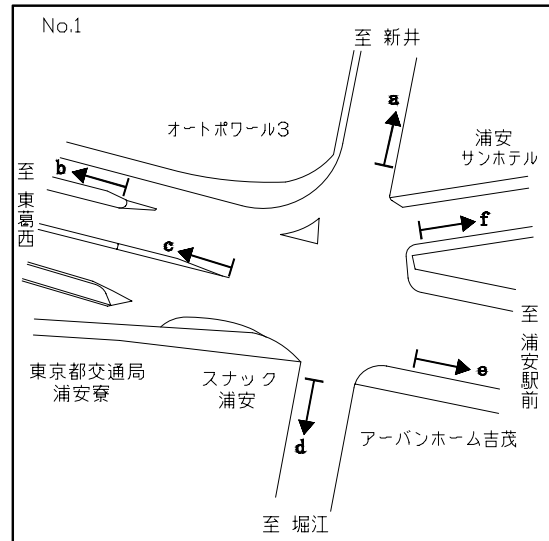 No.1
至 新井
a
オートポワール3
浦安
サンホテル
至 東葛西
b
f
c
東京都交通局
浦安寮
スナック
浦安
d
e
至 浦安駅前
アーバンホーム吉茂
至 堀江